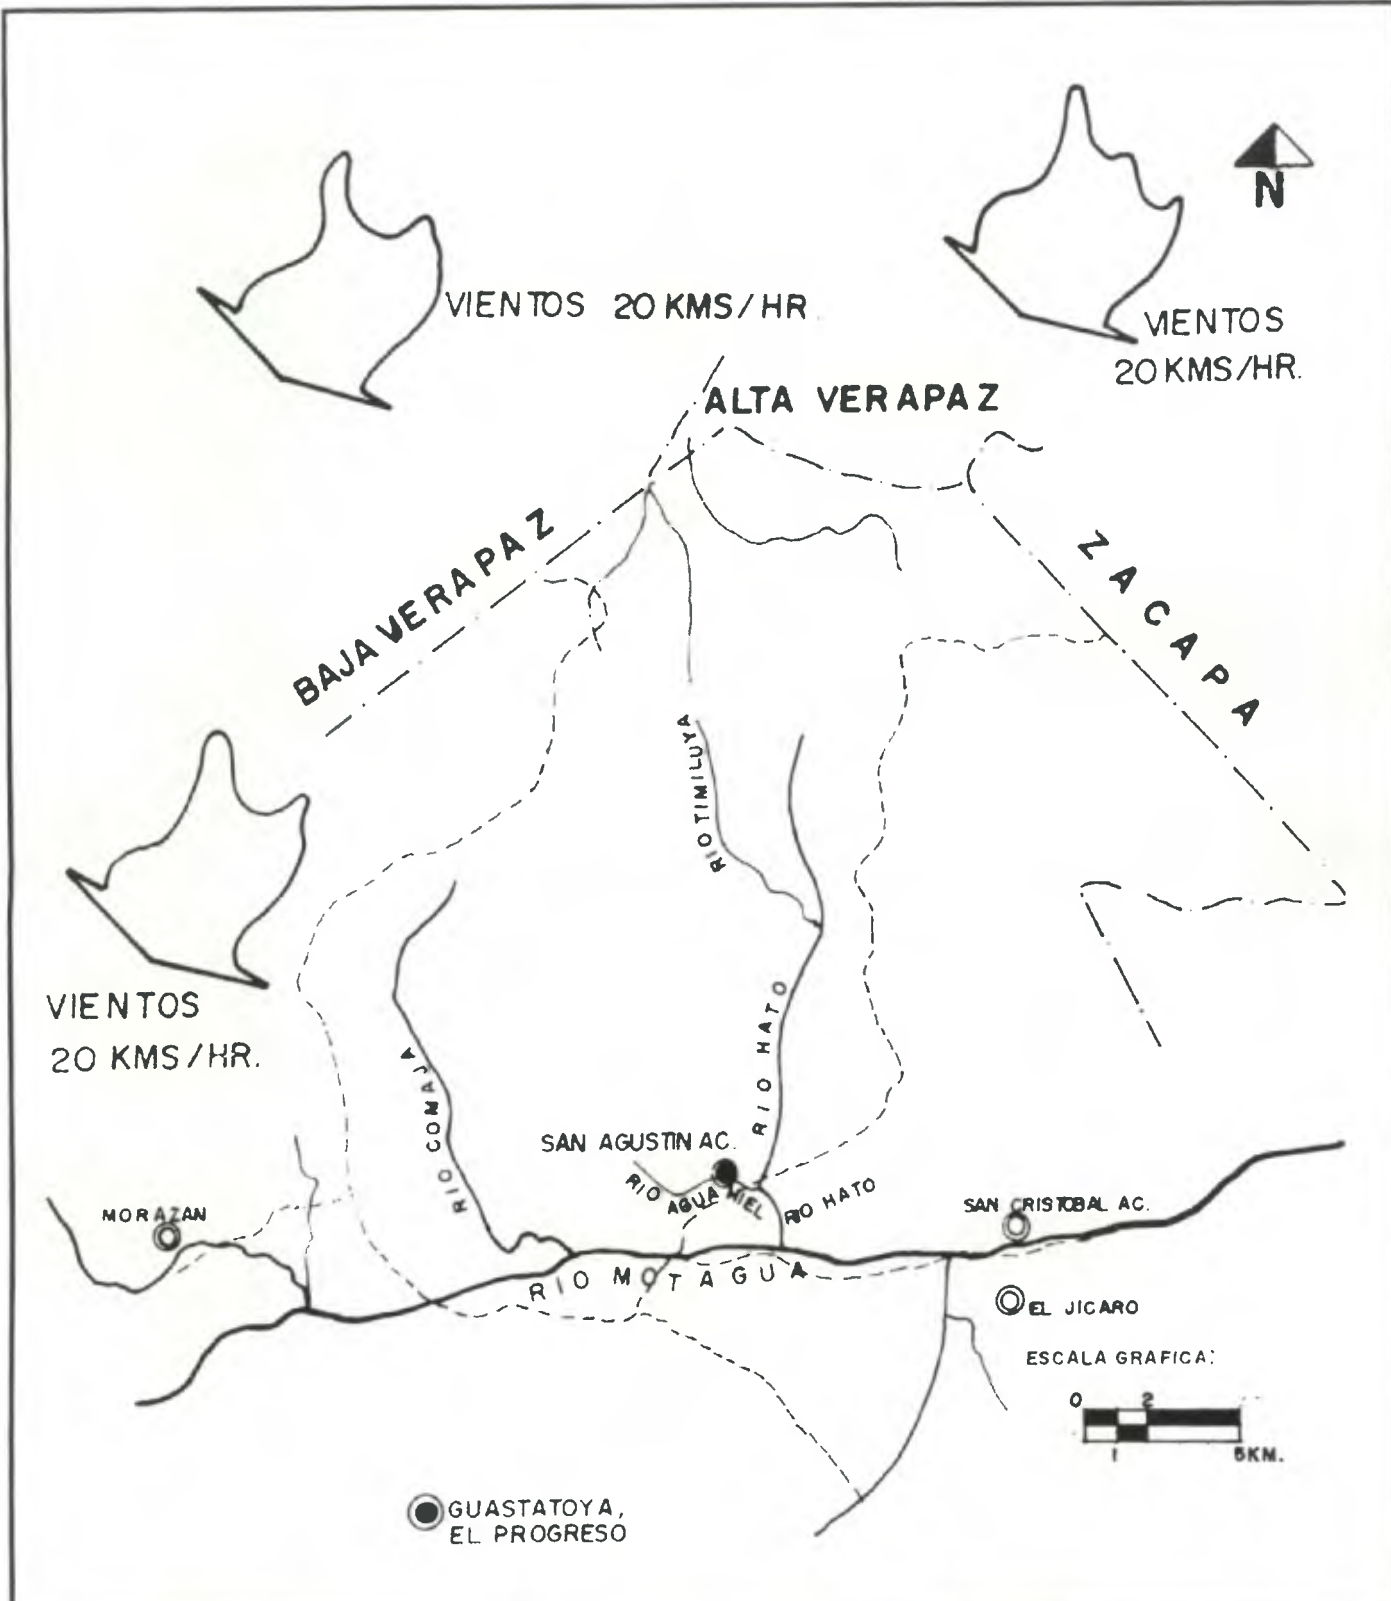 N
VIENTOS 20 KMS/HR
VIENTOS
20 KMS/HR.
ALTA VERAPAZ
BAJA VERAPAZ
ZACAPA
RIO TIMILUYA
VIENTOS
20 KMS/HR.
RIO HATO
RIO COMAJA
SAN AGUSTIN AC.
RIO AGUA MIEL
RIO HATO
SAN CRISTOBAL AC.
MORAZAN
RIO MOTAGUA
EL JICARO
ESCALA GRAFICA:
0 2
1 5KM.
GUASTATOYA,
EL PROGRESO